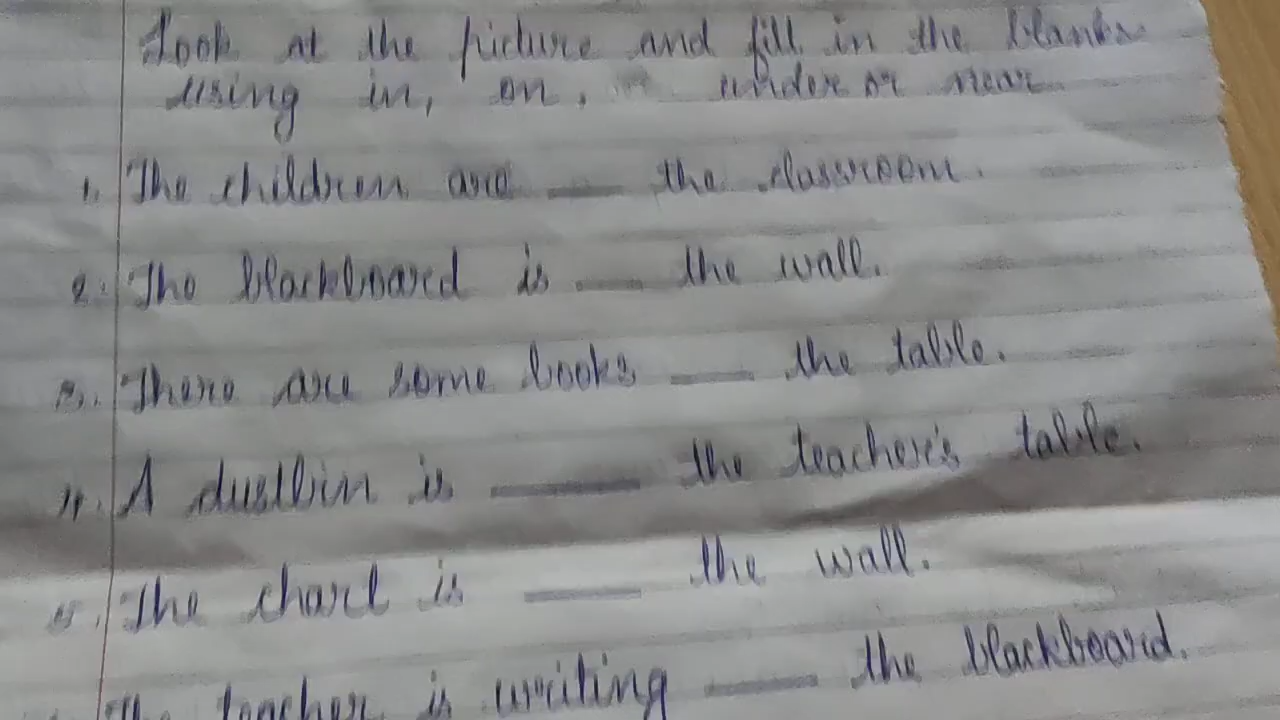 Look at the picture and fill in the blanks
using in, on, under or near
1. The children are ___ the classroom.
2. The blackboard is ___ the wall.
3. There are some books ___ the table.
4. A dustbin is ___ the teacher's table.
5. The chart is ___ the wall.
The teacher is writing ___ the blackboard.